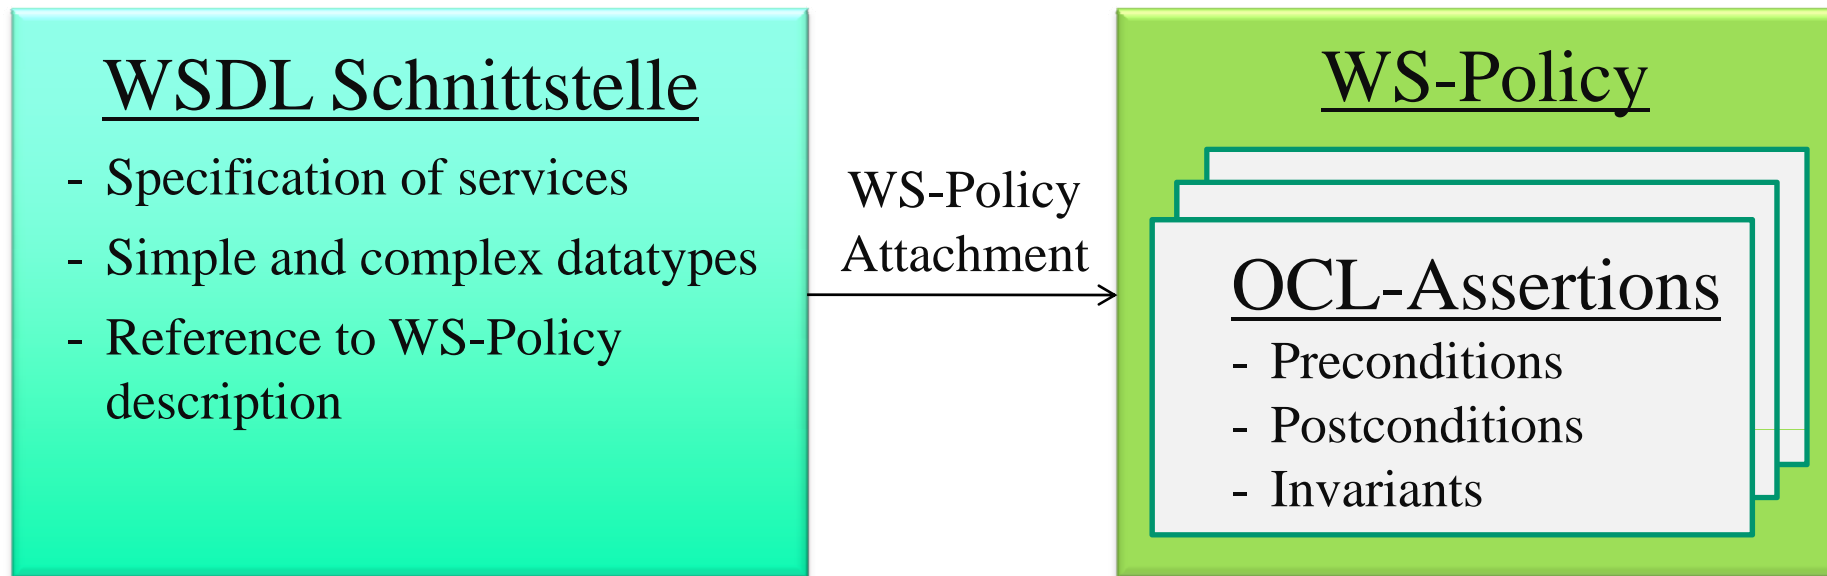 WSDL Schnittstelle
- Specification of services
- Simple and complex datatypes
- Reference to WS-Policy
description
WS-Policy
Attachment
WS-Policy
OCL-Assertions
- Preconditions
- Postconditions
- Invariants